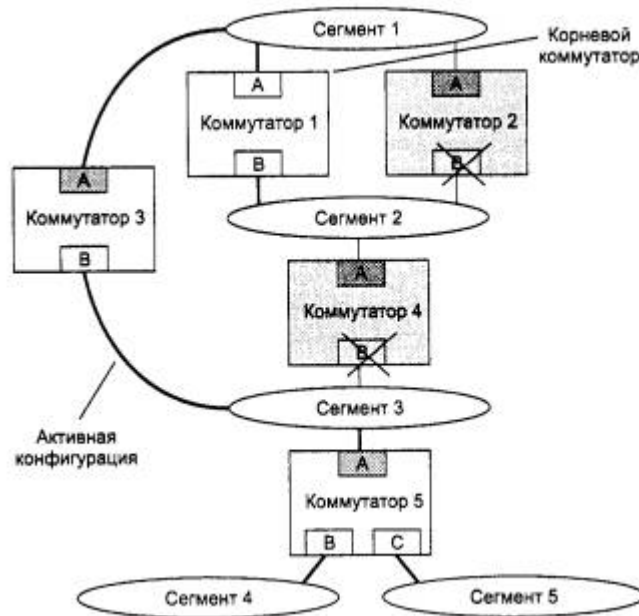 Сегмент 1
Корневой
коммутатор
A
A
Коммутатор 1
Коммутатор 2
B
B
A
Коммутатор 3
B
Сегмент 2
A
Коммутатор 4
B
Сегмент 3
Активная
конфигурация
A
Коммутатор 5
B
C
Сегмент 4
Сегмент 5